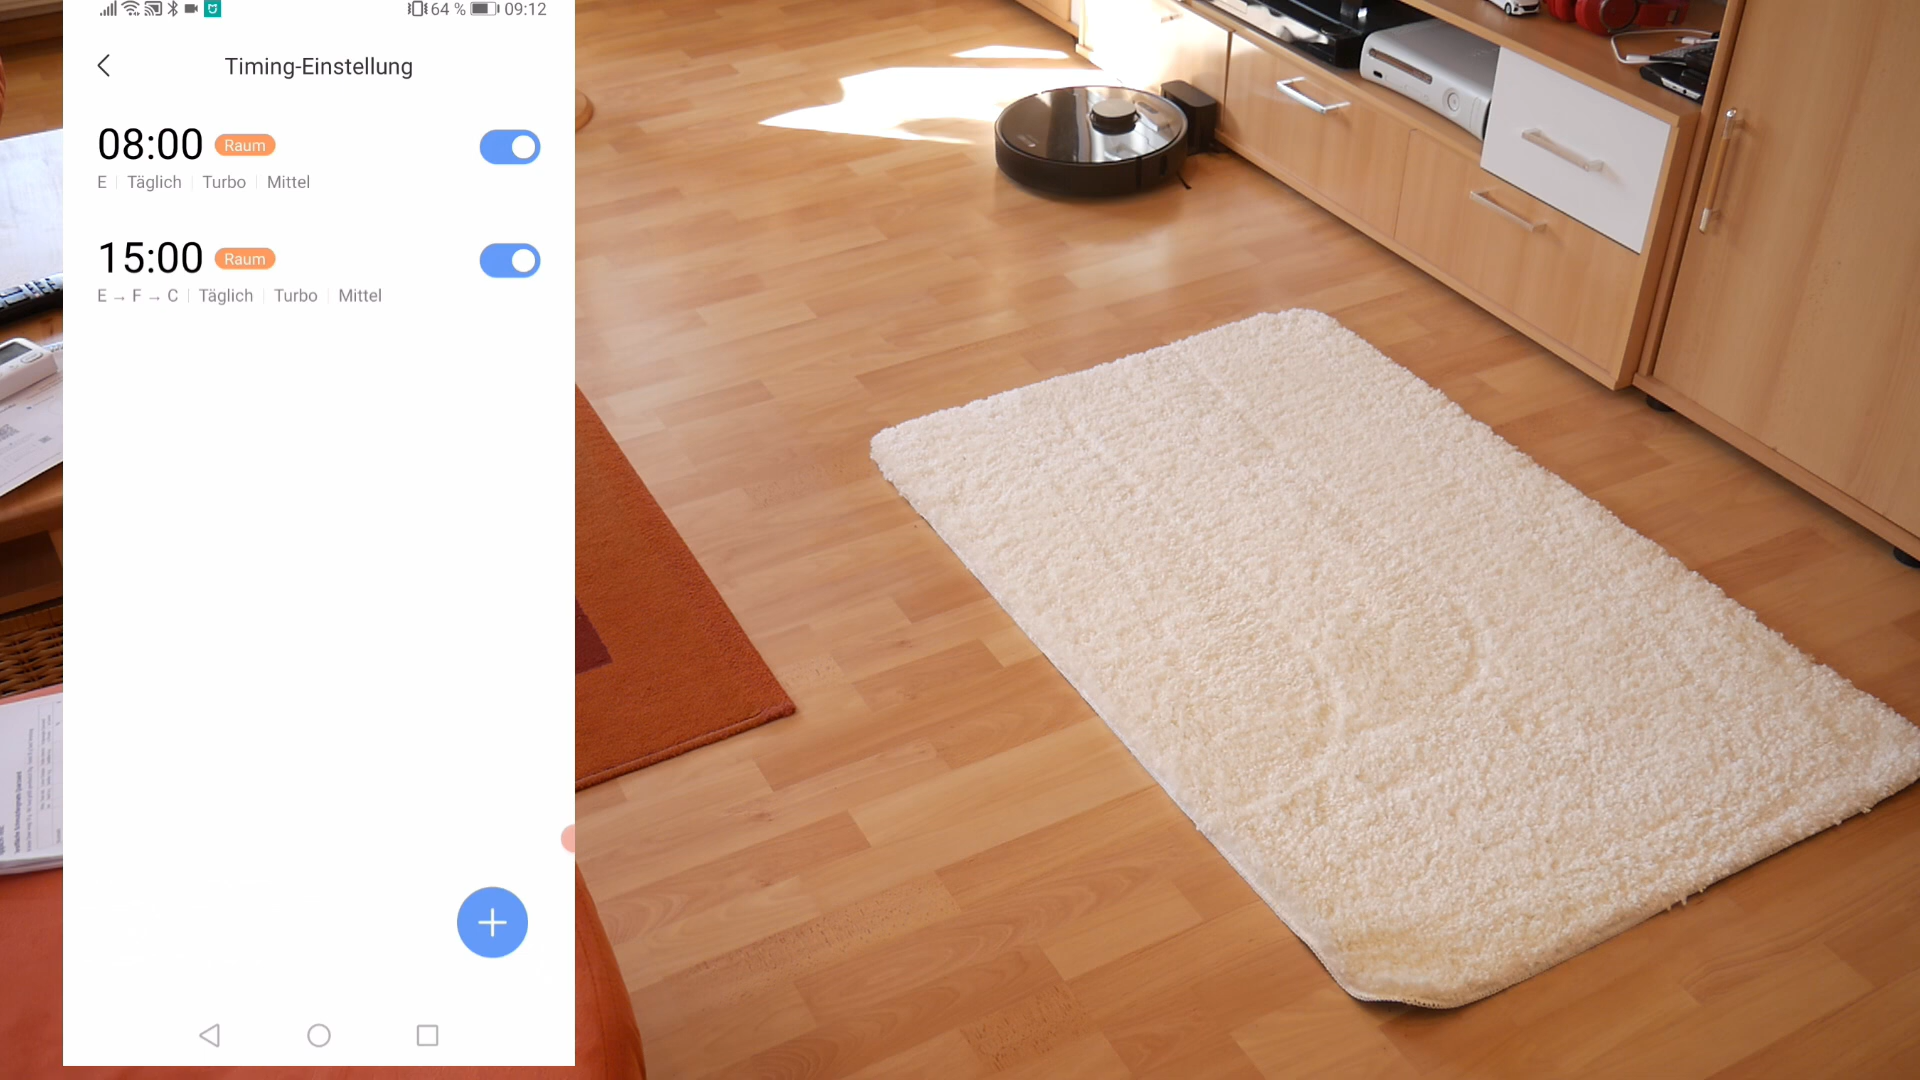 64 % 09:12
Timing-Einstellung
08:00 Raum
E Täglich Turbo Mittel
15:00 Raum
E → F → C Täglich Turbo Mittel